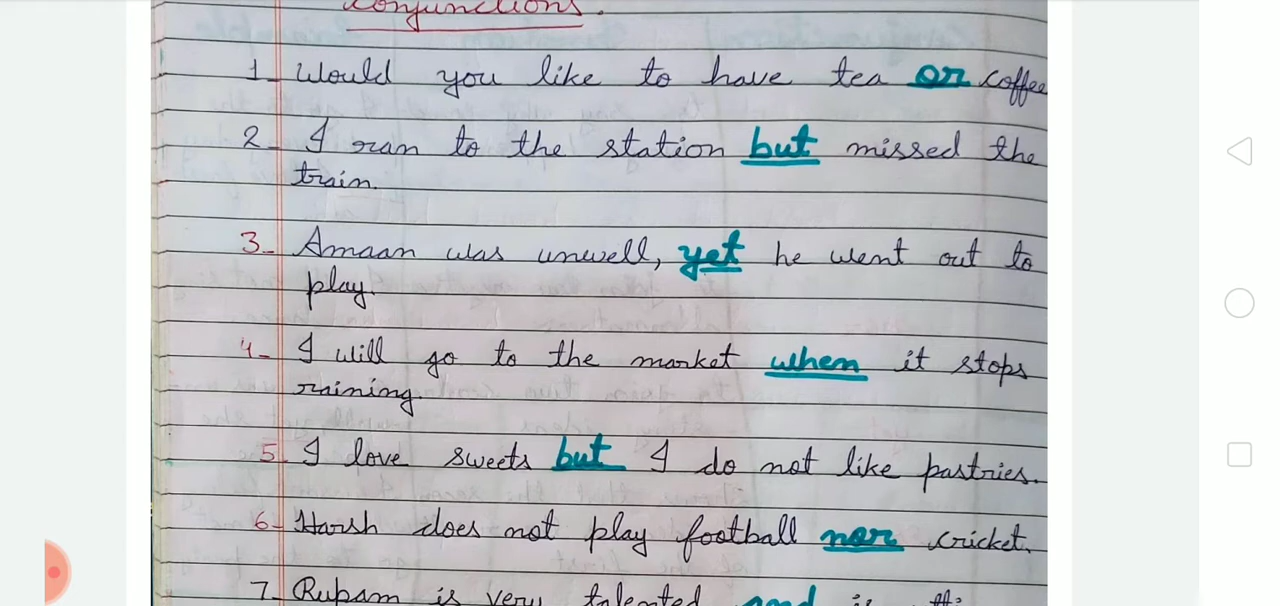 Conjunctions.
1- Would you like to have tea or coffee
2- I ran to the station but missed the
train.
3- Amaan was unwell, yet he went out to
play.
4- I will go to the market when it stops
raining.
5- I love sweets but I do not like pastries.
6- Harsh does not play football nor cricket.
7- Rupam is very talented and is